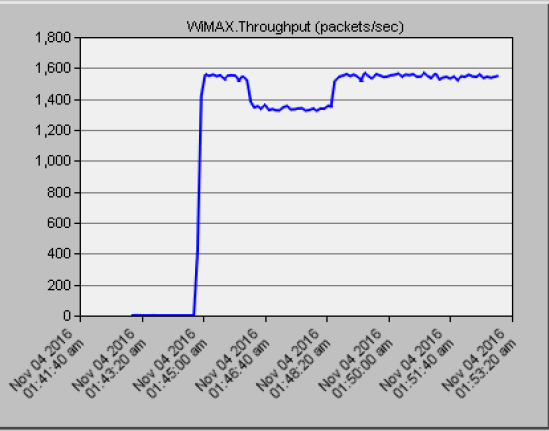 WiMAX.Throughput (packets/sec)
1,800
1,600
1,400
1,200
1,000
800
600
400
200
0
Nov 04 2016
01:41:40 am
Nov 04 2016
01:43:20 am
Nov 04 2016
01:45:00 am
Nov 04 2016
01:46:40 am
Nov 04 2016
01:48:20 am
Nov 04 2016
01:50:00 am
Nov 04 2016
01:51:40 am
Nov 04 2016
01:53:20 am